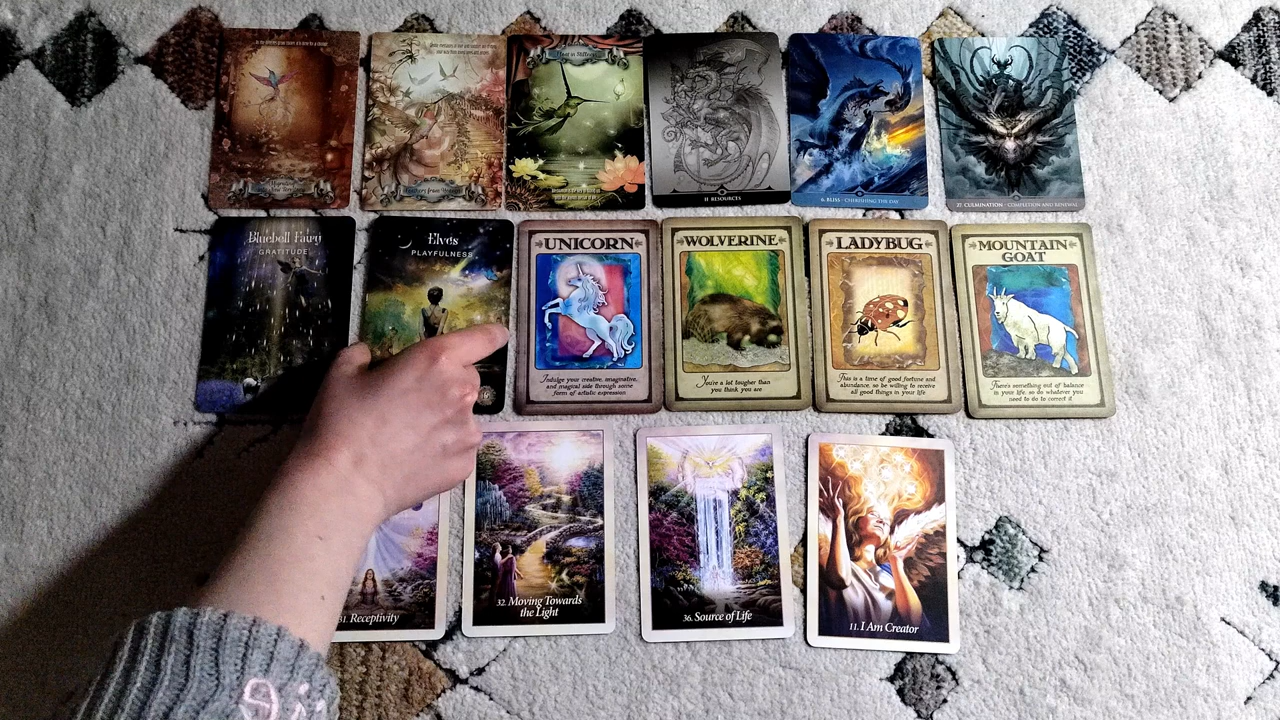 11 RESOURCES
6. BLISS - CHERISHING THE DAY
27. CULMINATION - COMPLETION AND RENEWAL
Bluebell Fairy
GRATITUDE
Elves
PLAYFULNESS
UNICORN
Indulge your creative, imaginative,
and magical side through some
form of artistic expression
WOLVERINE
You're a lot tougher than
you think you are
LADYBUG
This is a time of good fortune and
abundance, so be willing to receive
all good things in your life
MOUNTAIN
GOAT
There's something out of balance
in your life, so do whatever you
need to do to correct it
31. Receptivity
32. Moving Towards
the Light
36. Source of Life
11. I Am Creator